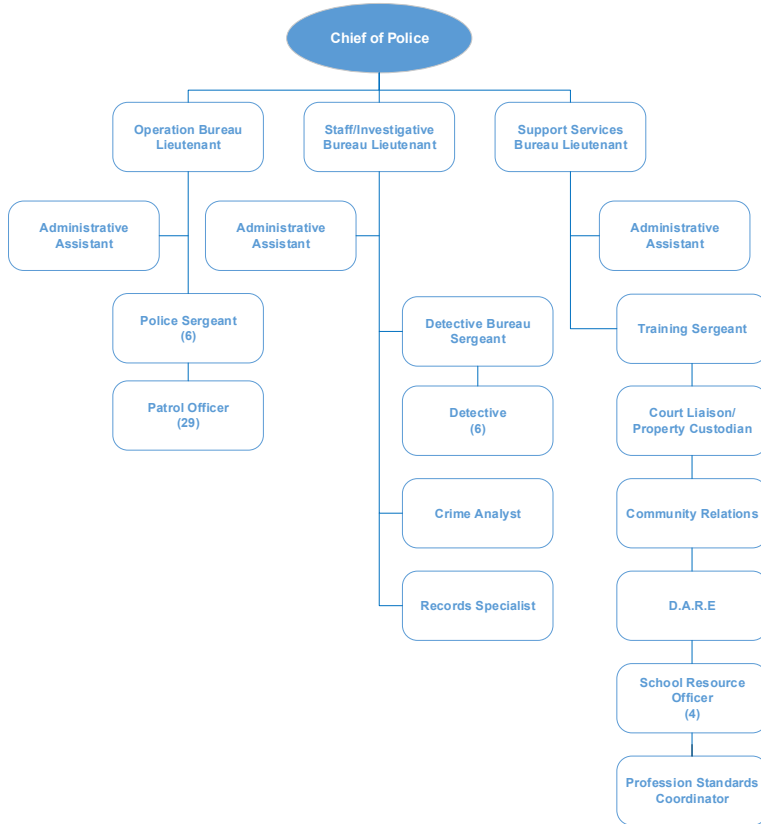 Chief of Police
Operation Bureau
Lieutenant
Staff/Investigative
Bureau Lieutenant
Support Services
Bureau Lieutenant
Administrative
Assistant
Administrative
Assistant
Administrative
Assistant
Police Sergeant
(6)
Detective Bureau
Sergeant
Training Sergeant
Patrol Officer
(29)
Detective
(6)
Court Liaison/
Property Custodian
Crime Analyst
Community Relations
Records Specialist
D.A.R.E
School Resource
Officer
(4)
Profession Standards
Coordinator